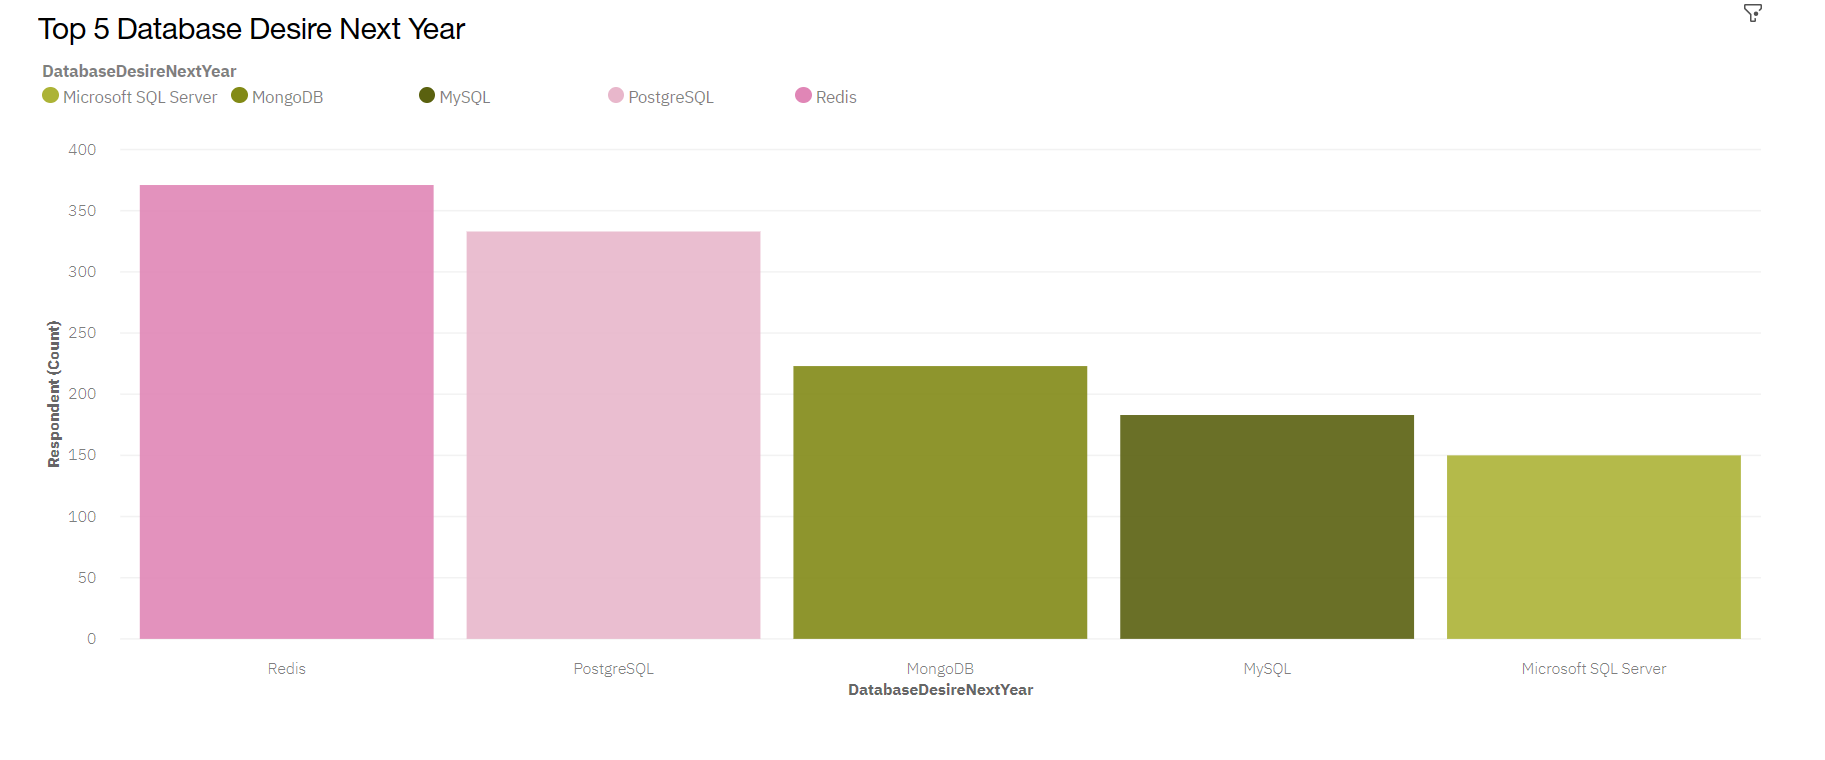 Top 5 Database Desire Next Year
DatabaseDesireNextYear
Microsoft SQL Server MongoDB MySQL PostgreSQL Redis
400
350
300
250
200
150
100
50
0
Respondent (Count)
Redis PostgreSQL MongoDB MySQL Microsoft SQL Server
DatabaseDesireNextYear